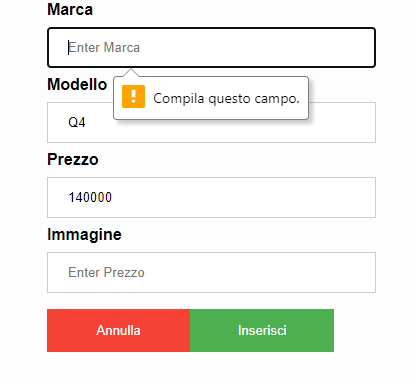 Marca
Enter Marca
Compila questo campo.
Modello
Q4
Prezzo
140000
Immagine
Enter Prezzo
Annulla
Inserisci